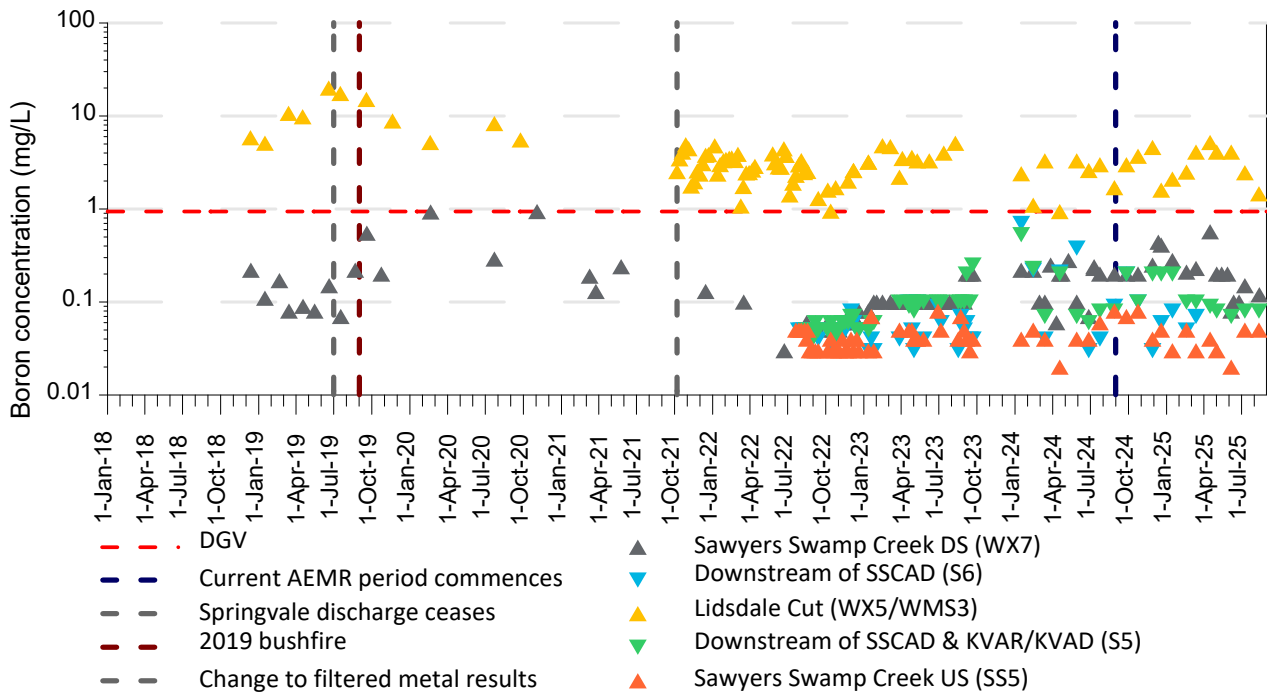 Boron concentration (mg/L)
100
10
1
0.1
0.01
1-Jan-18
1-Apr-18
1-Jul-18
1-Oct-18
1-Jan-19
1-Apr-19
1-Jul-19
1-Oct-19
1-Jan-20
1-Apr-20
1-Jul-20
1-Oct-20
1-Jan-21
1-Apr-21
1-Jul-21
1-Oct-21
1-Jan-22
1-Apr-22
1-Jul-22
1-Oct-22
1-Jan-23
1-Apr-23
1-Jul-23
1-Oct-23
1-Jan-24
1-Apr-24
1-Jul-24
1-Oct-24
1-Jan-25
1-Apr-25
1-Jul-25
DGV
Current AEMR period commences
Springvale discharge ceases
2019 bushfire
Change to filtered metal results
Sawyers Swamp Creek DS (WX7)
Downstream of SSCAD (S6)
Lidsdale Cut (WX5/WMS3)
Downstream of SSCAD & KVAR/KVAD (S5)
Sawyers Swamp Creek US (SS5)